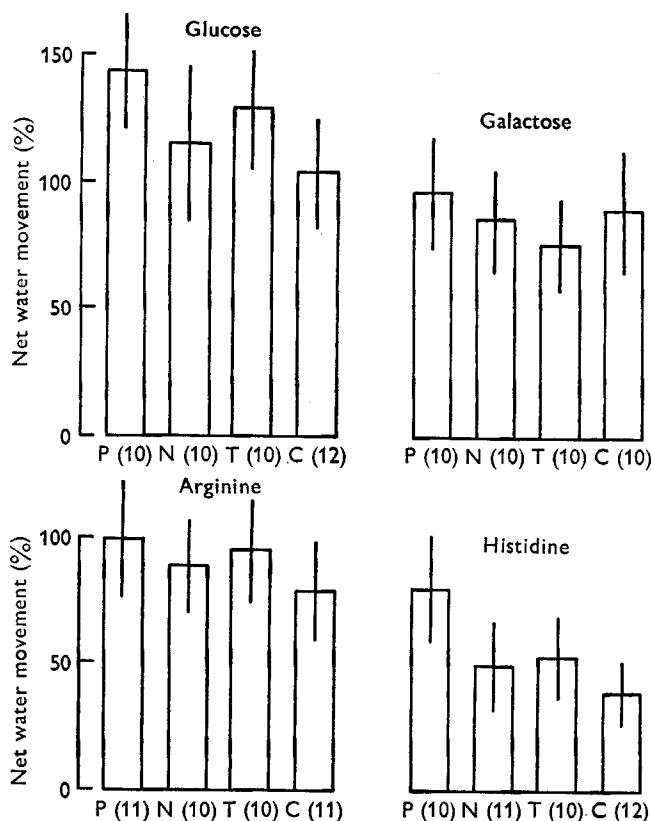 Glucose
Net water movement (%)
150
100
50
0
P (10) N (10) T (10) C (12)
Galactose
P (10) N (10) T (10) C (10)
Arginine
Net water movement (%)
100
50
0
P (11) N (10) T (10) C (11)
Histidine
P (10) N (11) T (10) C (12)